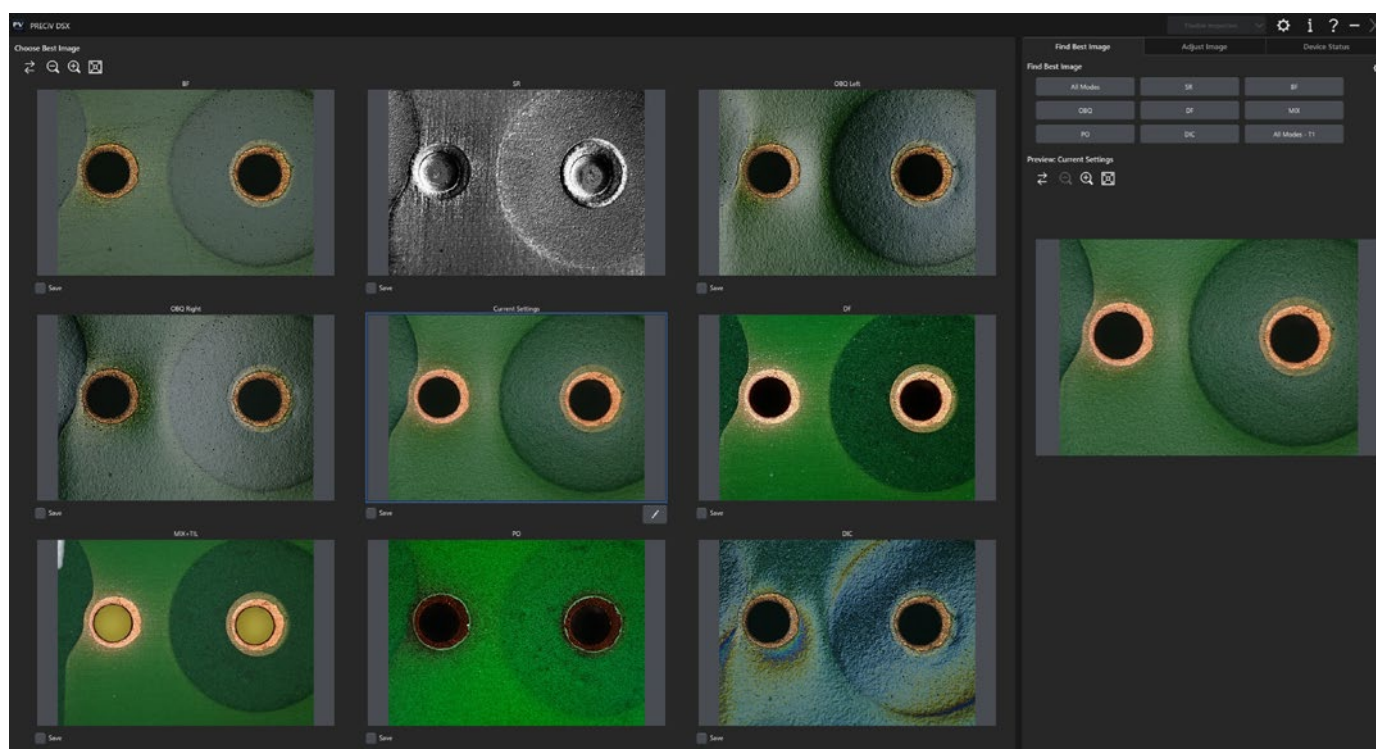 PRECiV DSX
Choose Best Image
BF
SR
OBQ Left
Save
Save
Save
OBQ Right
Current Settings
DF
Save
Save
Save
MIX+TIL
PO
DIC
Save
Save
Save
Find Best Image
Adjust Image
Device Status
Find Best Image
All Modes
SR
BF
OBQ
DF
MIX
PO
DIC
All Modes - T1
Preview: Current Settings